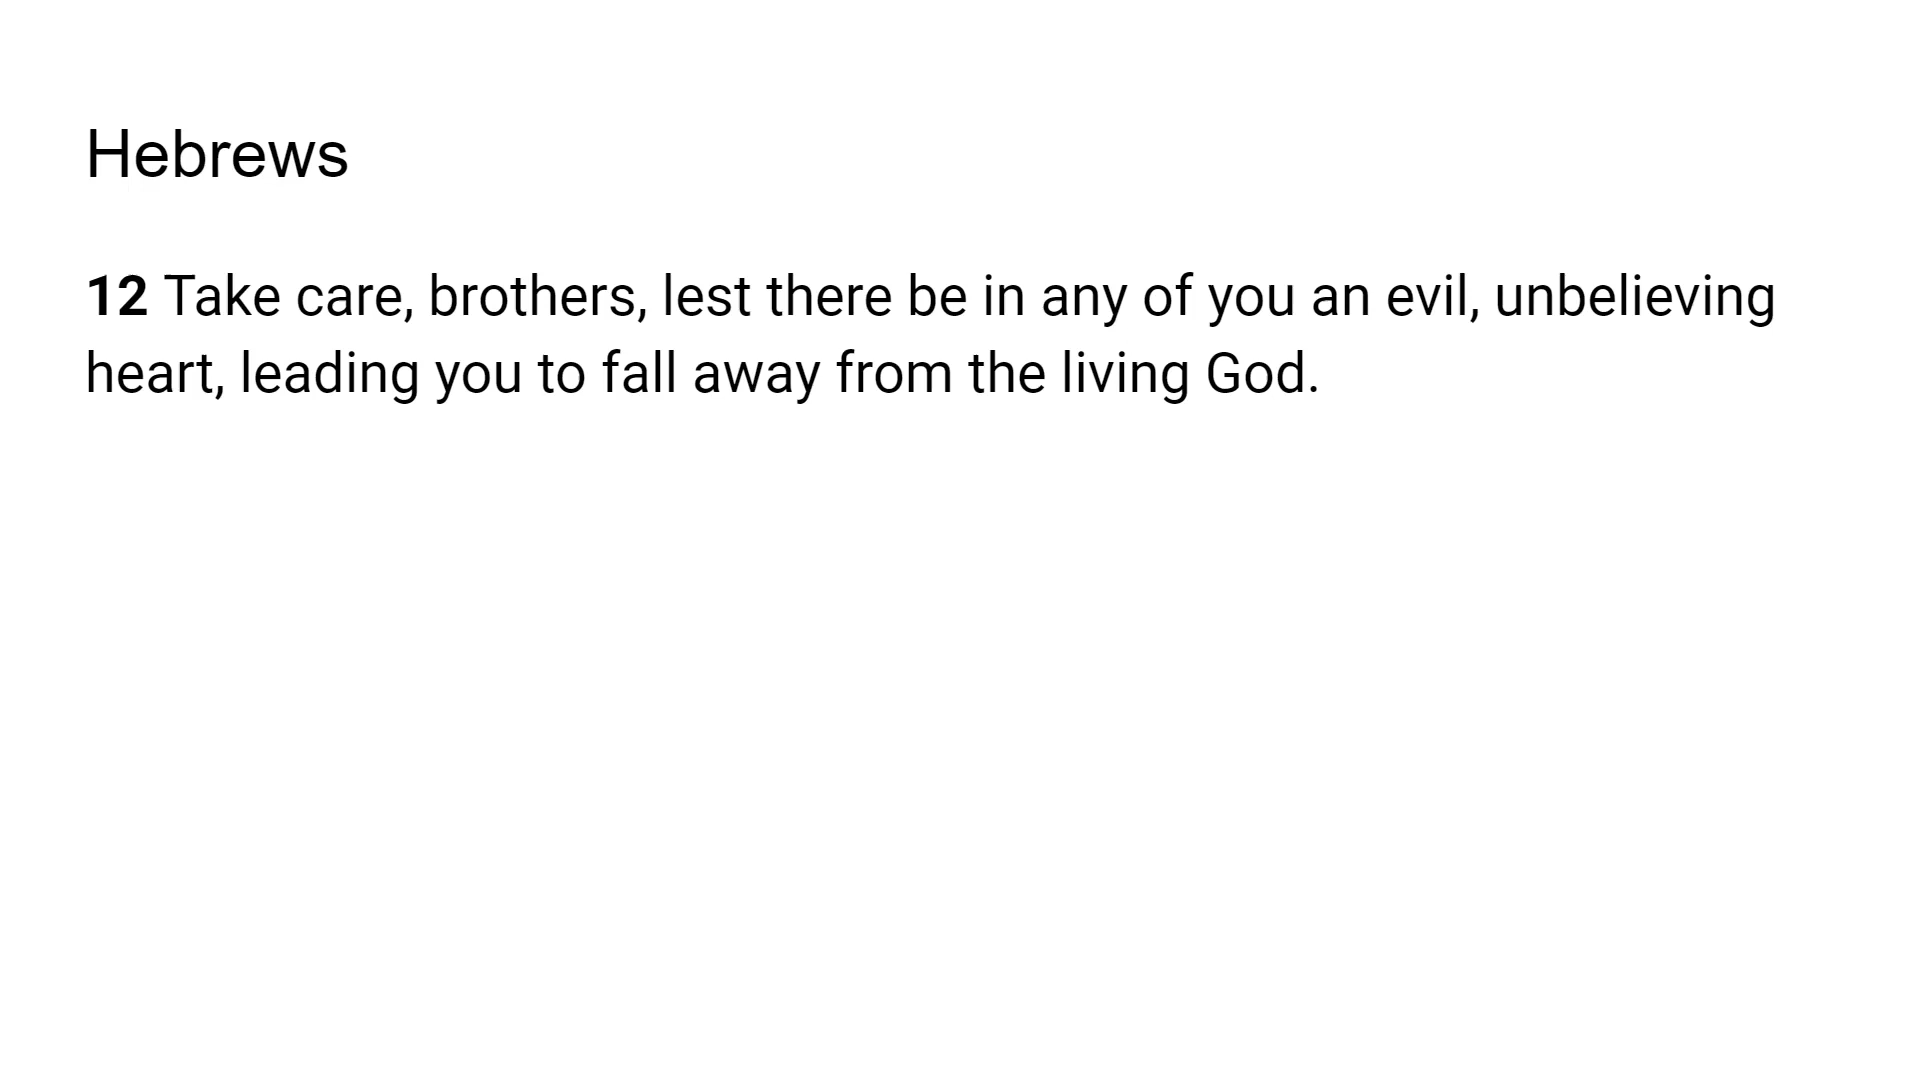 Hebrews
12 Take care, brothers, lest there be in any of you an evil, unbelieving
heart, leading you to fall away from the living God.